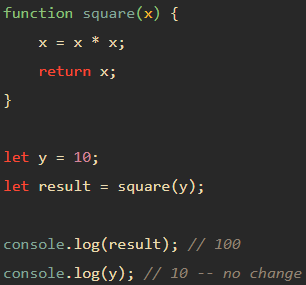 function square(x) {
    x = x * x;
    return x;
}

let y = 10;
let result = square(y);

console.log(result); // 100
console.log(y); // 10 -- no change